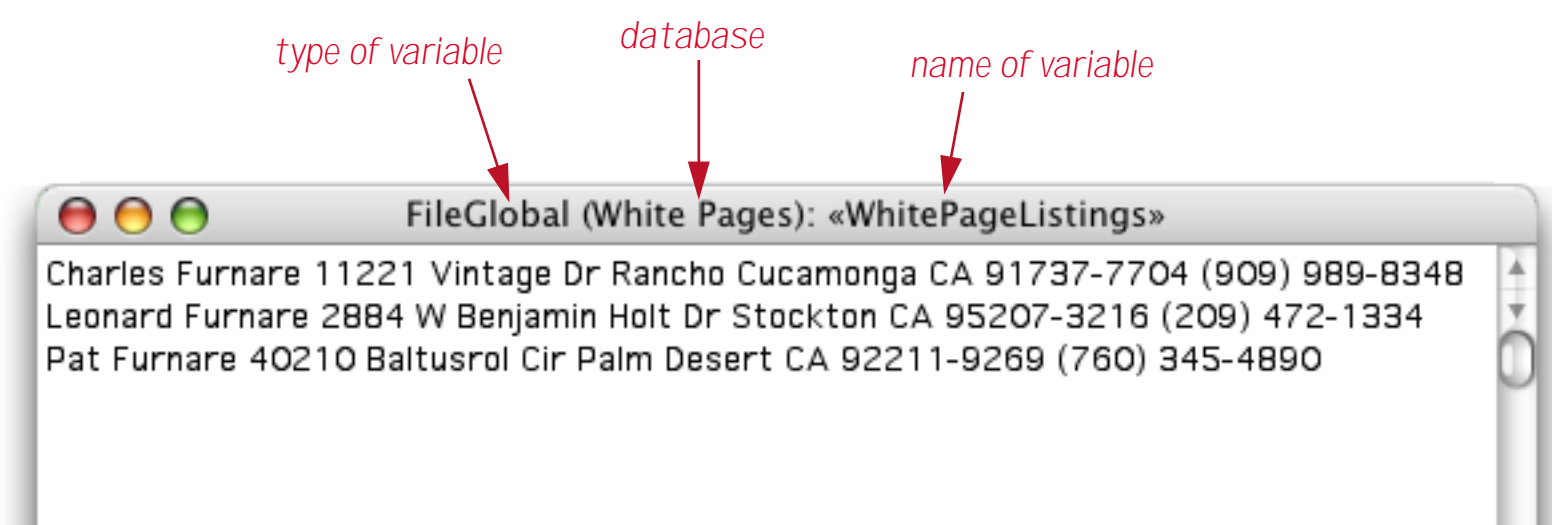 type of variable
database
name of variable
FileGlobal (White Pages): «WhitePageListings»
Charles Furnare 11221 Vintage Dr Rancho Cucamonga CA 91737-7704 (909) 989-8348
Leonard Furnare 2884 W Benjamin Holt Dr Stockton CA 95207-3216 (209) 472-1334
Pat Furnare 40210 Baltusrol Cir Palm Desert CA 92211-9269 (760) 345-4890